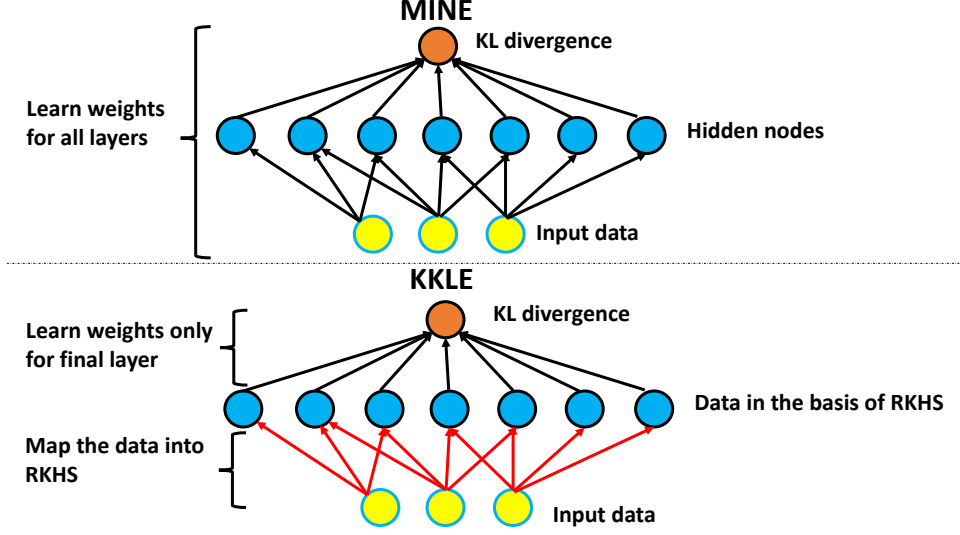 MINE
KL divergence
Learn weights
for all layers
Hidden nodes
Input data
KKLE
KL divergence
Learn weights only
for final layer
Data in the basis of RKHS
Map the data into
RKHS
Input data